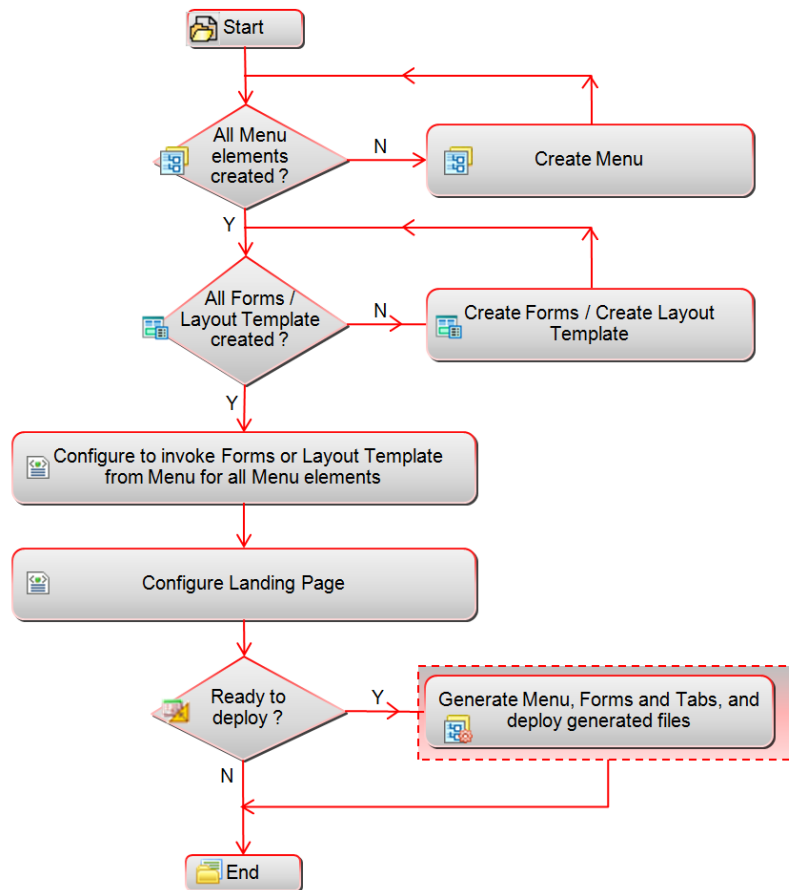 Start
All Menu
elements
created ?
N
Create Menu
Y
All Forms /
Layout Template
created ?
N
Create Forms / Create Layout
Template
Y
Configure to invoke Forms or Layout Template
from Menu for all Menu elements
Configure Landing Page
Ready to
deploy ?
Y
Generate Menu, Forms and Tabs, and
deploy generated files
N
End